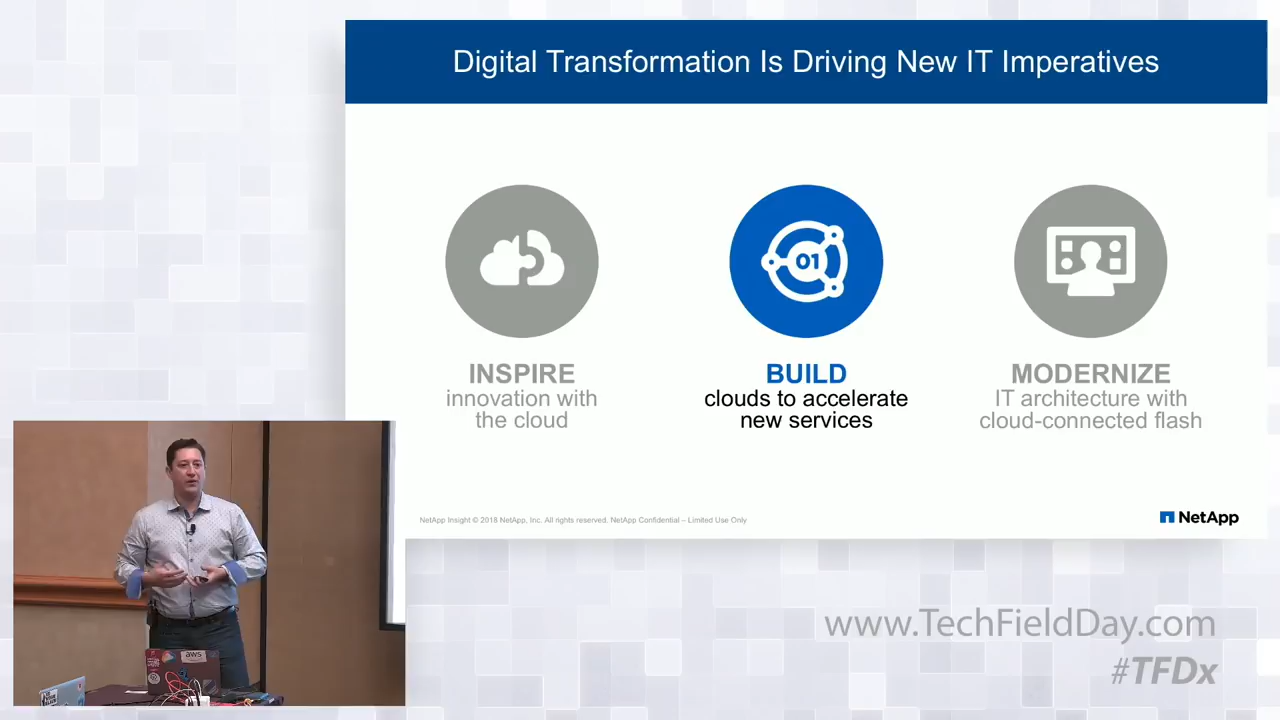 Digital Transformation Is Driving New IT Imperatives
01
INSPIRE
innovation with
the cloud
BUILD
clouds to accelerate
new services
MODERNIZE
IT architecture with
cloud-connected flash
NetApp Insight © 2018 NetApp, Inc. All rights reserved. NetApp Confidential – Limited Use Only
NetApp
aws
www.TechFieldDay.com
#TFDx